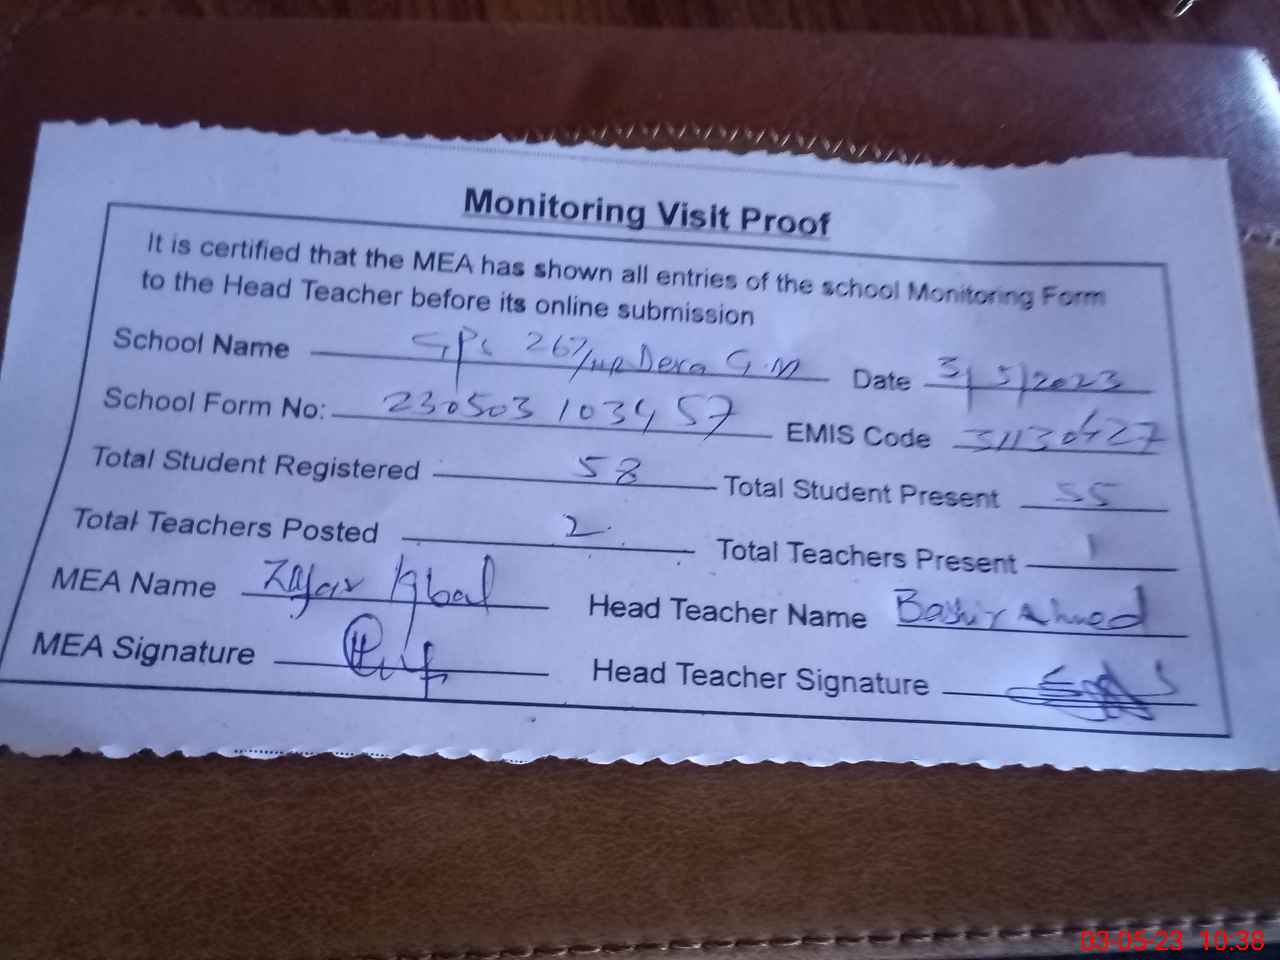 Monitoring Visit Proof
It is certified that the MEA has shown all entries of the school Monitoring Form
to the Head Teacher before its online submission
School Name GPS 267/HR Dera G.M Date 3/5/2023
School Form No: 230503103457 EMIS Code 31130427
Total Student Registered 58 Total Student Present 55
Total Teachers Posted 2 Total Teachers Present 1
MEA Name Zafar Iqbal Head Teacher Name Bashir Ahmed
MEA Signature Head Teacher Signature
03-05-23 10:38